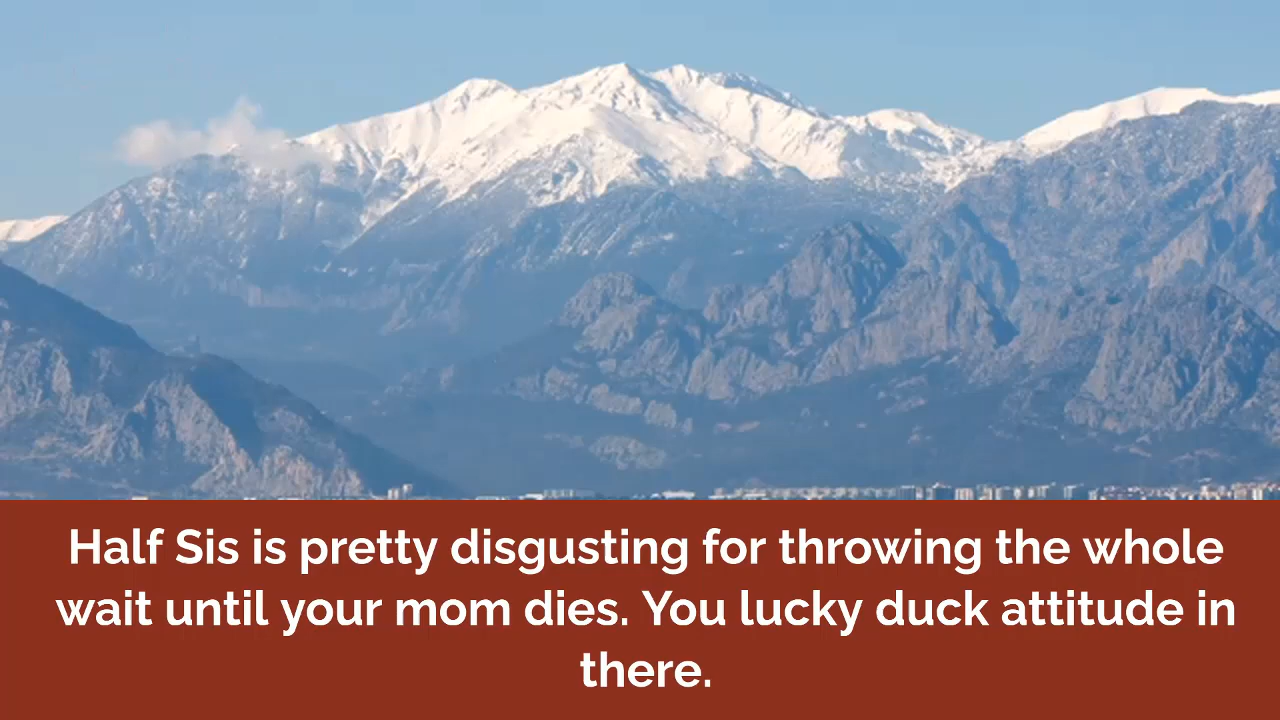 Half Sis is pretty disgusting for throwing the whole
wait until your mom dies. You lucky duck attitude in
there.